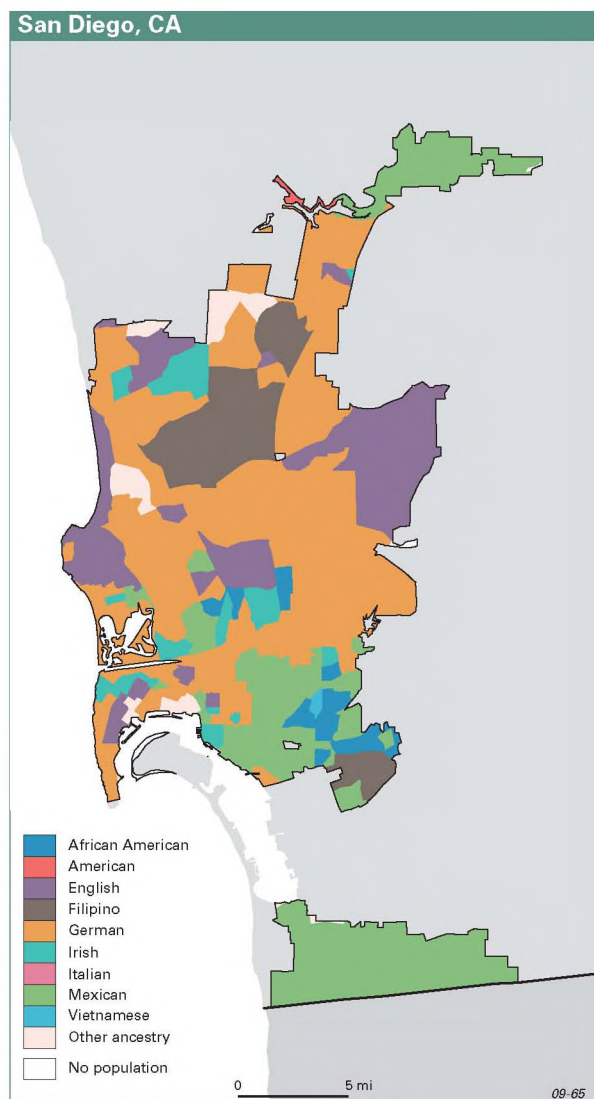 San Diego, CA
African American
American
English
Filipino
German
Irish
Italian
Mexican
Vietnamese
Other ancestry
No population
0 5 mi
09-65